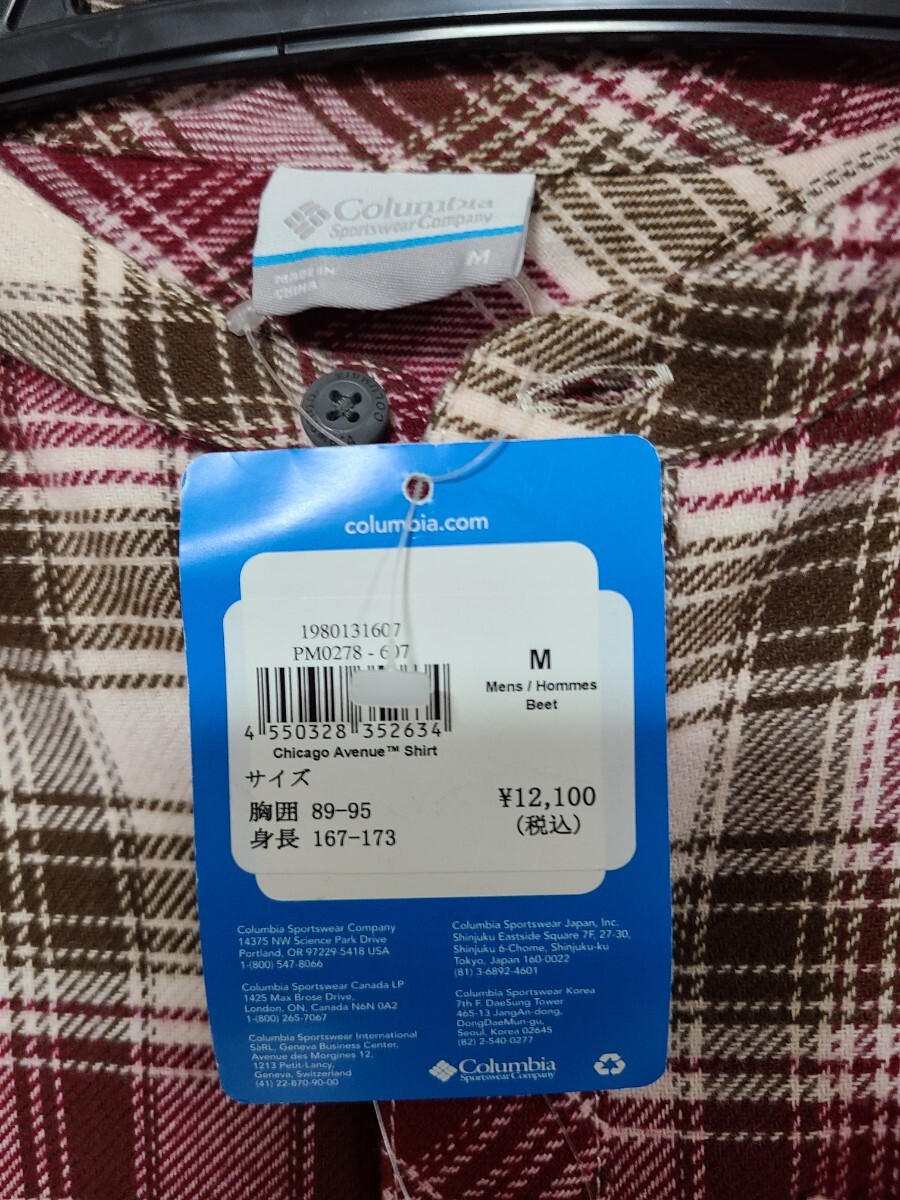 Columbia
Sportswear Company
M
MADE IN
CHINA
columbia.com
1980131607
PM0278 - 607
4 550328 352634
Chicago Avenue™ Shirt
サイズ
胸囲 89-95
身長 167-173
M
Mens / Hommes
Beet
¥12,100
(税込)
Columbia Sportswear Company
14375 NW Science Park Drive
Portland, OR 97229-5418 USA
1-(800) 547-8066
Columbia Sportswear Canada LP
1425 Max Brose Drive,
London, ON, Canada N6N 0A2
1-(800) 265-7067
Columbia Sportswear International
SàRL, Geneva Business Center,
Avenue des Morgines 12,
1213 Petit-Lancy,
Geneva, Switzerland
(41) 22-870-90-00
Columbia Sportswear Japan, Inc.
Shinjuku Eastside Square 7F, 27-30,
Shinjuku 6-Chome, Shinjuku-ku
Tokyo, Japan 160-0022
(81) 3-6892-4601
Columbia Sportswear Korea
7th F. DaeSung Tower
465-13 JangAn-dong,
DongDaeMun-gu,
Seoul, Korea 02645
(82) 2-540-0277
Columbia
Sportswear Company